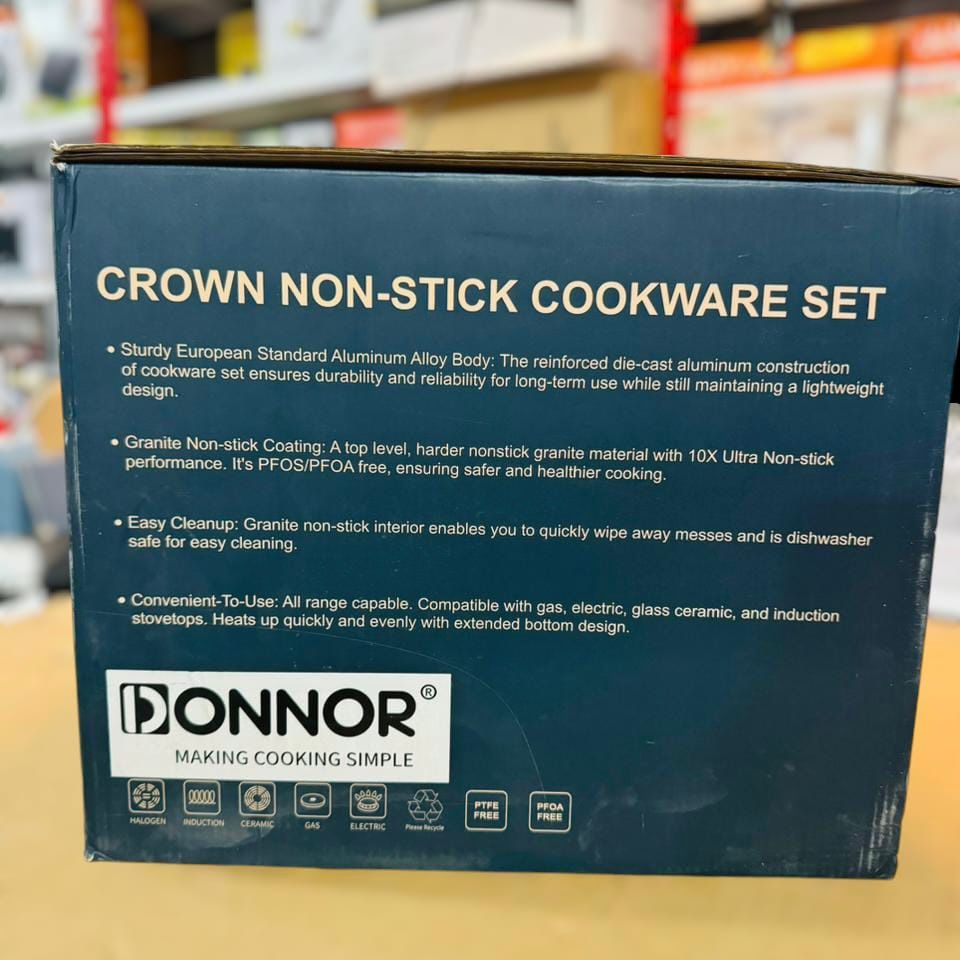 CROWN NON-STICK COOKWARE SET
• Sturdy European Standard Aluminum Alloy Body: The reinforced die-cast aluminum construction
of cookware set ensures durability and reliability for long-term use while still maintaining a lightweight
design.
• Granite Non-stick Coating: A top level, harder nonstick granite material with 10X Ultra Non-stick
performance. It's PFOS/PFOA free, ensuring safer and healthier cooking.
• Easy Cleanup: Granite non-stick interior enables you to quickly wipe away messes and is dishwasher
safe for easy cleaning.
• Convenient-To-Use: All range capable. Compatible with gas, electric, glass ceramic, and induction
stovetops. Heats up quickly and evenly with extended bottom design.
DONNOR®
MAKING COOKING SIMPLE
HALOGEN INDUCTION CERAMIC GAS ELECTRIC Please Recycle PTFE FREE PFOA FREE